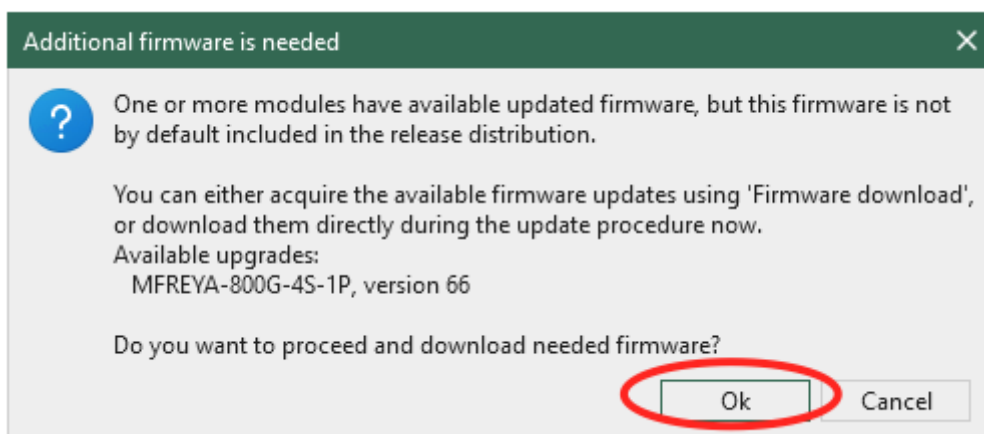 Additional firmware is needed
?
One or more modules have available updated firmware, but this firmware is not
by default included in the release distribution.
You can either acquire the available firmware updates using 'Firmware download',
or download them directly during the update procedure now.
Available upgrades:
MFREYA-800G-4S-1P, version 66
Do you want to proceed and download needed firmware?
Ok
Cancel